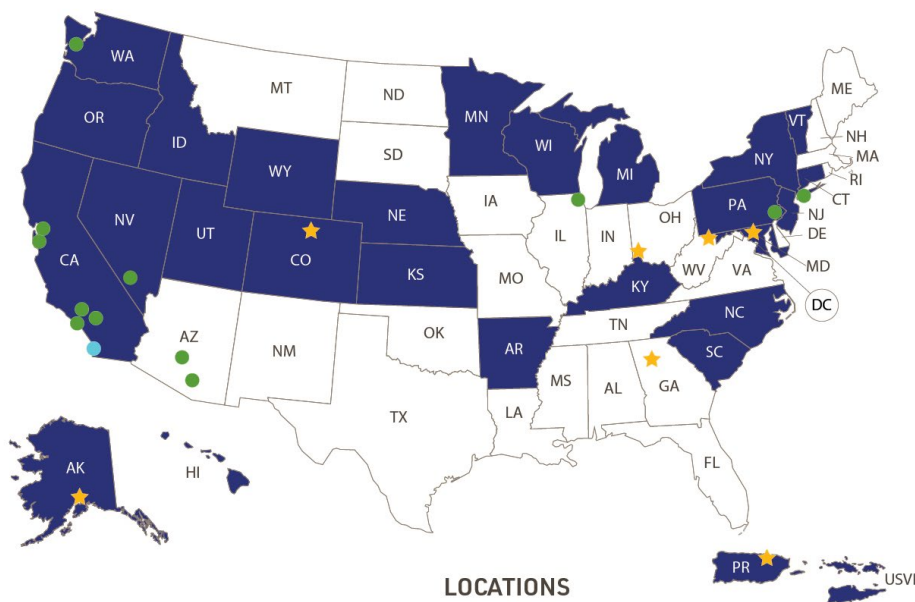 WA
MT
ND
ME
OR
ID
MN
VT
NH
SD
WI
NY
MA
WY
MI
RI
IA
PA
CT
NE
NV
OH
NJ
UT
IL
IN
DE
CA
CO
WV
VA
MD
KS
MO
KY
DC
NC
AZ
OK
TN
NM
AR
SC
MS
AL
GA
TX
LA
AK
HI
FL
PR
USVI
LOCATIONS